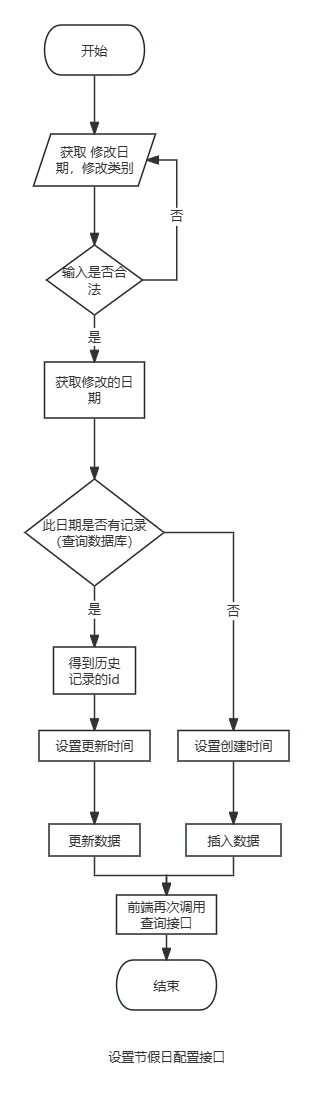 开始
获取 修改日
期，修改类别
否
输入是否合
法
是
获取修改的日
期
此日期是否有记录
（查询数据库）
是
否
得到历史
记录的id
设置更新时间
设置创建时间
更新数据
插入数据
前端再次调用
查询接口
结束
设置节假日配置接口